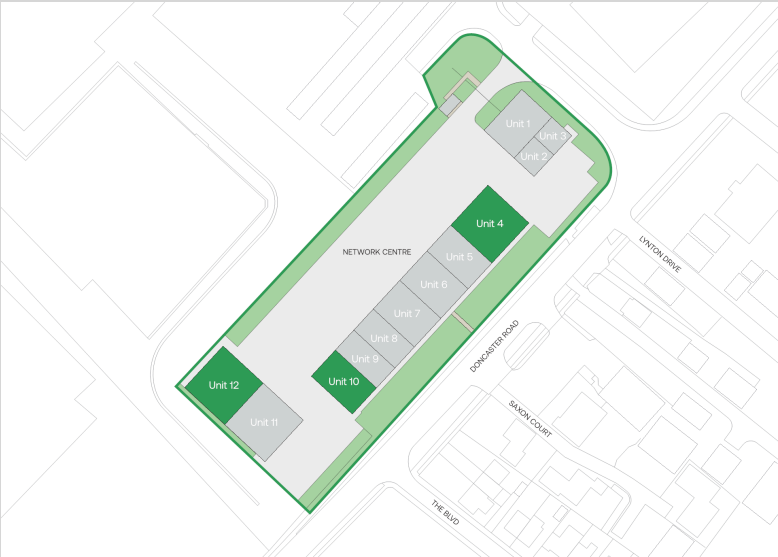 Unit 1
Unit 3
Unit 2
Unit 4
NETWORK CENTRE
Unit 5
Unit 6
Unit 7
Unit 8
Unit 9
Unit 10
Unit 12
Unit 11
LYNTON DRIVE
DONCASTER ROAD
SAXON COURT
THE BLVD